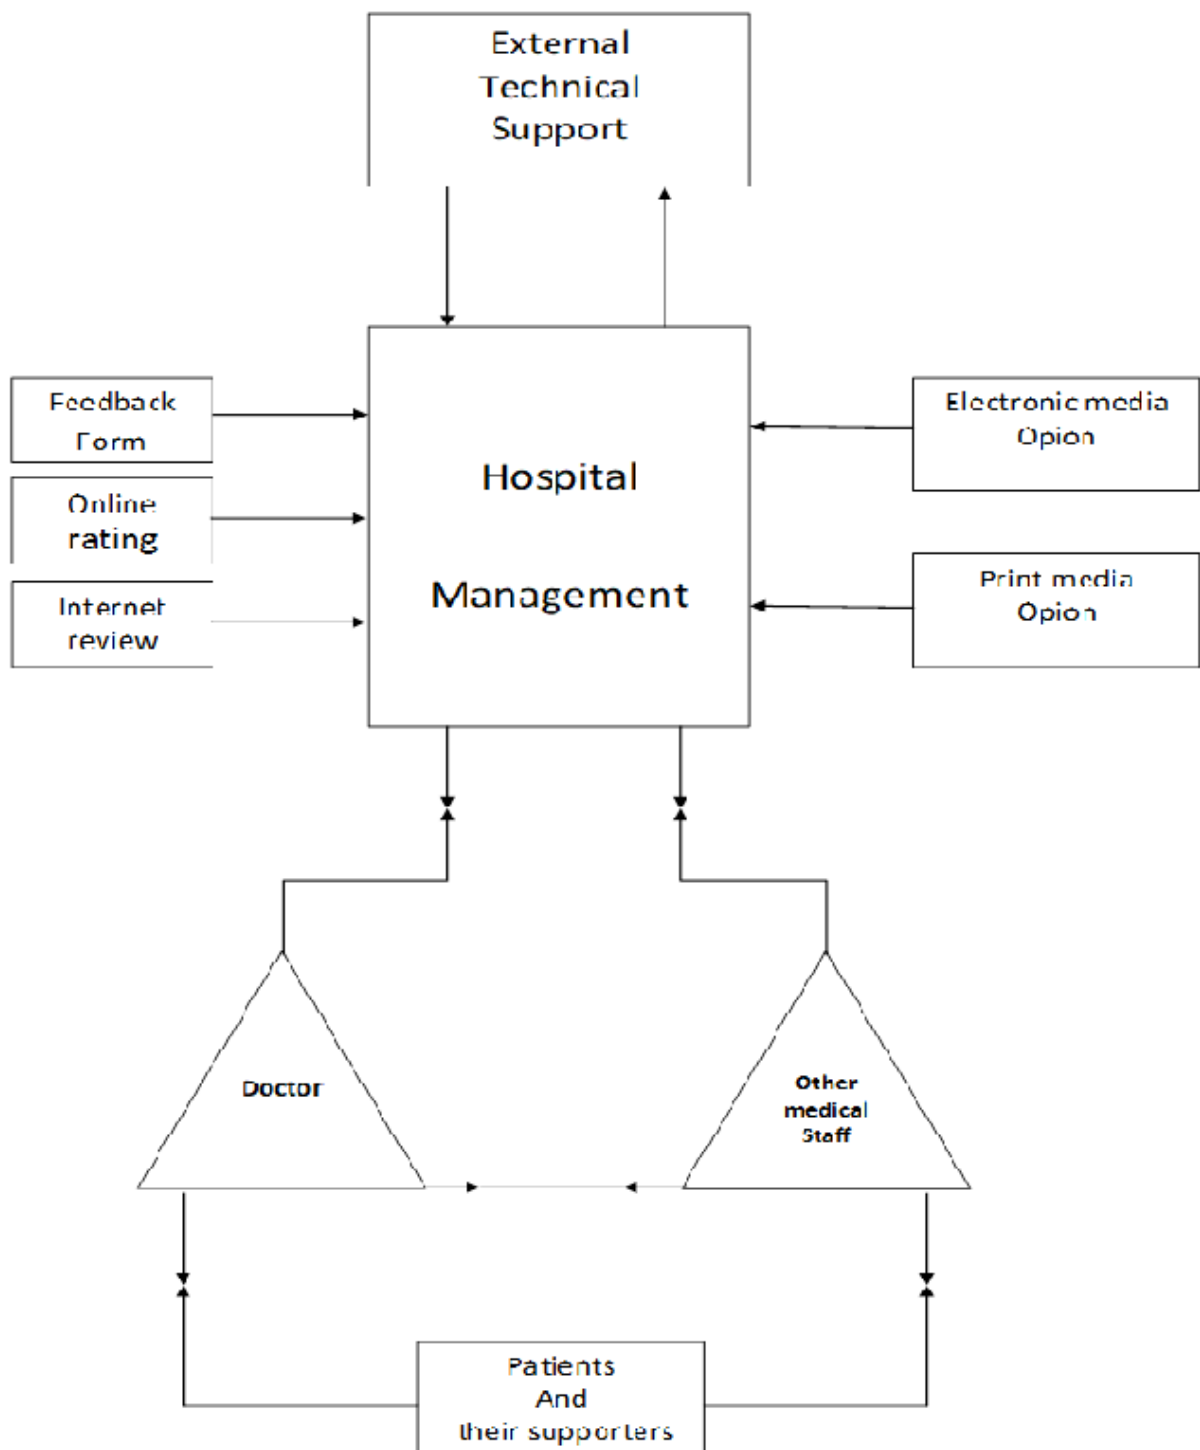 External
Technical
Support
Feedback
Form
Online
rating
Internet
review
Hospital
Management
Electronic media
Opion
Print media
Opion
Doctor
Other
medical
Staff
Patients
And
their supporters